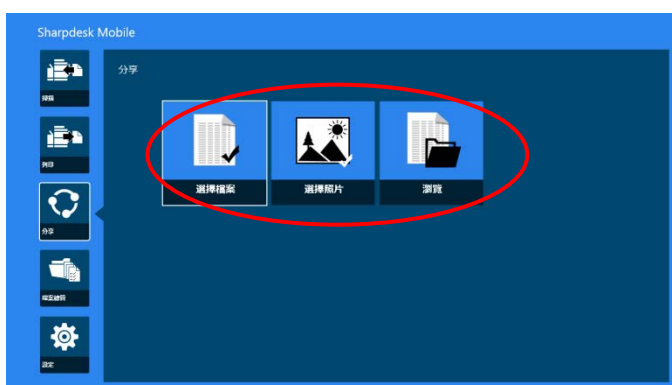 Sharpdesk Mobile
掃描
分享
列印
選擇檔案
選擇照片
瀏覽
分享
設定